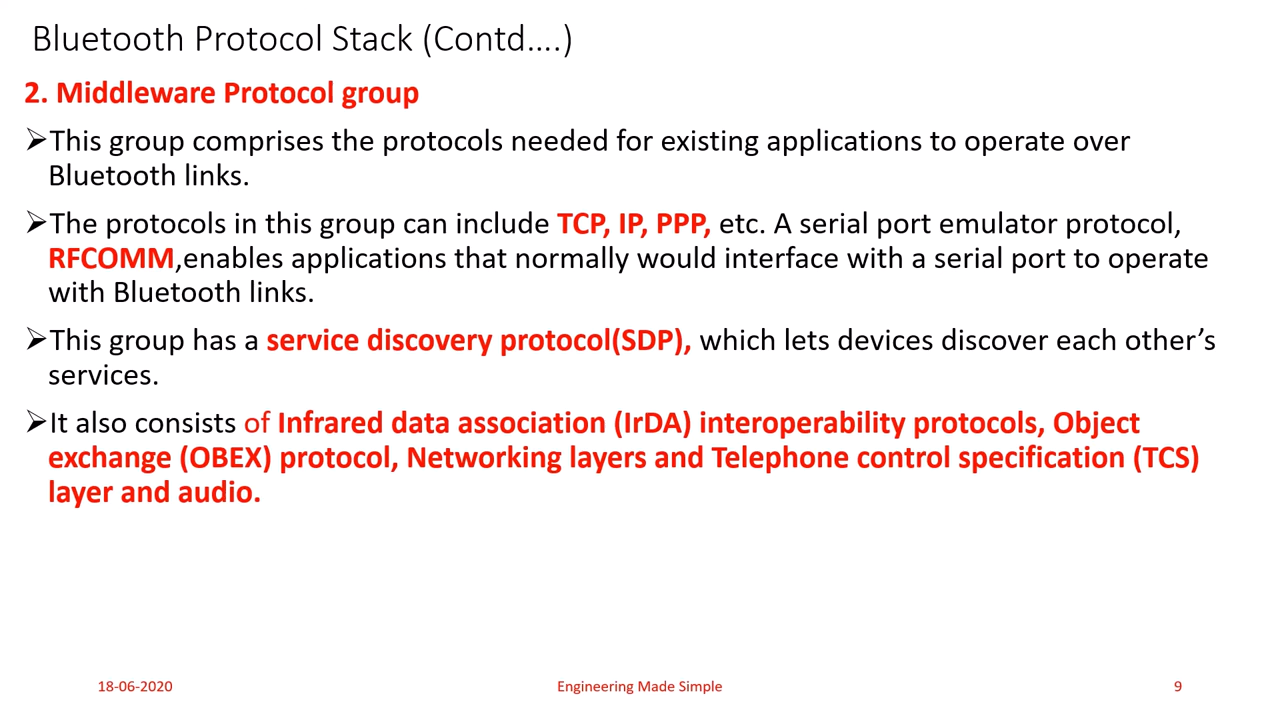 Bluetooth Protocol Stack (Contd….)
2. Middleware Protocol group
➢This group comprises the protocols needed for existing applications to operate over
Bluetooth links.
➢The protocols in this group can include TCP, IP, PPP, etc. A serial port emulator protocol,
RFCOMM,enables applications that normally would interface with a serial port to operate
with Bluetooth links.
➢This group has a service discovery protocol(SDP), which lets devices discover each other’s
services.
➢It also consists of Infrared data association (IrDA) interoperability protocols, Object
exchange (OBEX) protocol, Networking layers and Telephone control specification (TCS)
layer and audio.
18-06-2020
Engineering Made Simple
9